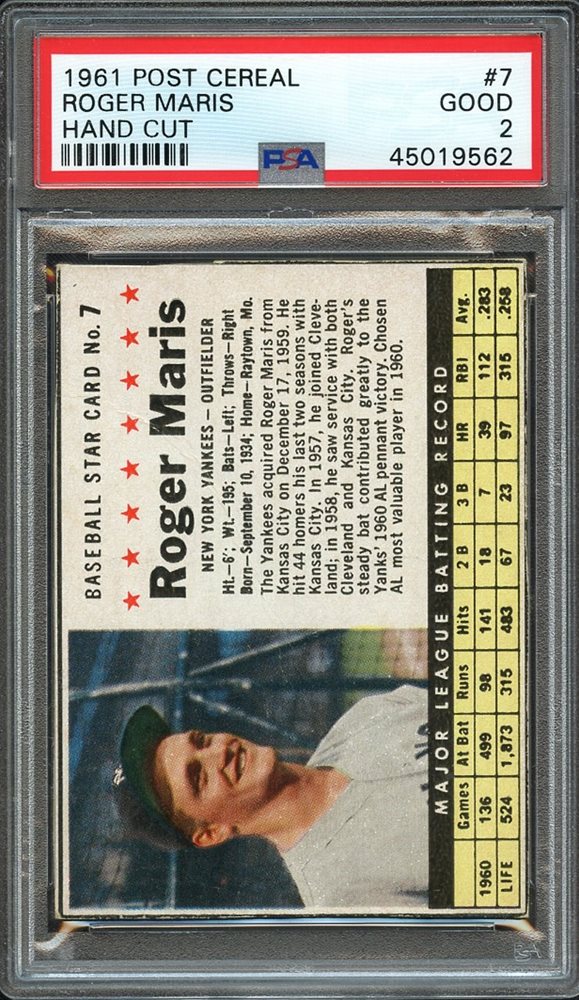 1961 POST CEREAL #7
ROGER MARIS GOOD
HAND CUT 2
PSA 45019562
BASEBALL STAR CARD No. 7
Roger Maris
NEW YORK YANKEES — OUTFIELDER
Ht.—6'; Wt.—195; Bats—Left; Throws—Right
Born—September 10, 1934; Home—Raytown, Mo.
The Yankees acquired Roger Maris from
Kansas City on December 17, 1959. He
hit 44 homers his last two seasons with
Kansas City. In 1957, he joined Cleve-
land; in 1958, he saw service with both
Cleveland and Kansas City. Roger's
steady bat contributed greatly to the
Yanks' 1960 AL pennant victory. Chosen
AL most valuable player in 1960.
MAJOR LEAGUE BATTING RECORD
Games At Bat Runs Hits 2 B 3 B HR RBI Avg.
1960 136 499 98 141 18 7 39 112 .283
LIFE 524 1,873 315 483 67 23 97 315 .258